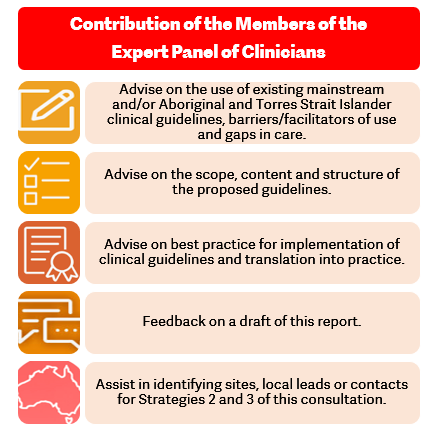 Contribution of the Members of the
Expert Panel of Clinicians
Advise on the use of existing mainstream
and/or Aboriginal and Torres Strait Islander
clinical guidelines, barriers/facilitators of use
and gaps in care.
Advise on the scope, content and structure of
the proposed guidelines.
Advise on best practice for implementation of
clinical guidelines and translation into practice.
Feedback on a draft of this report.
Assist in identifying sites, local leads or contacts
for Strategies 2 and 3 of this consultation.